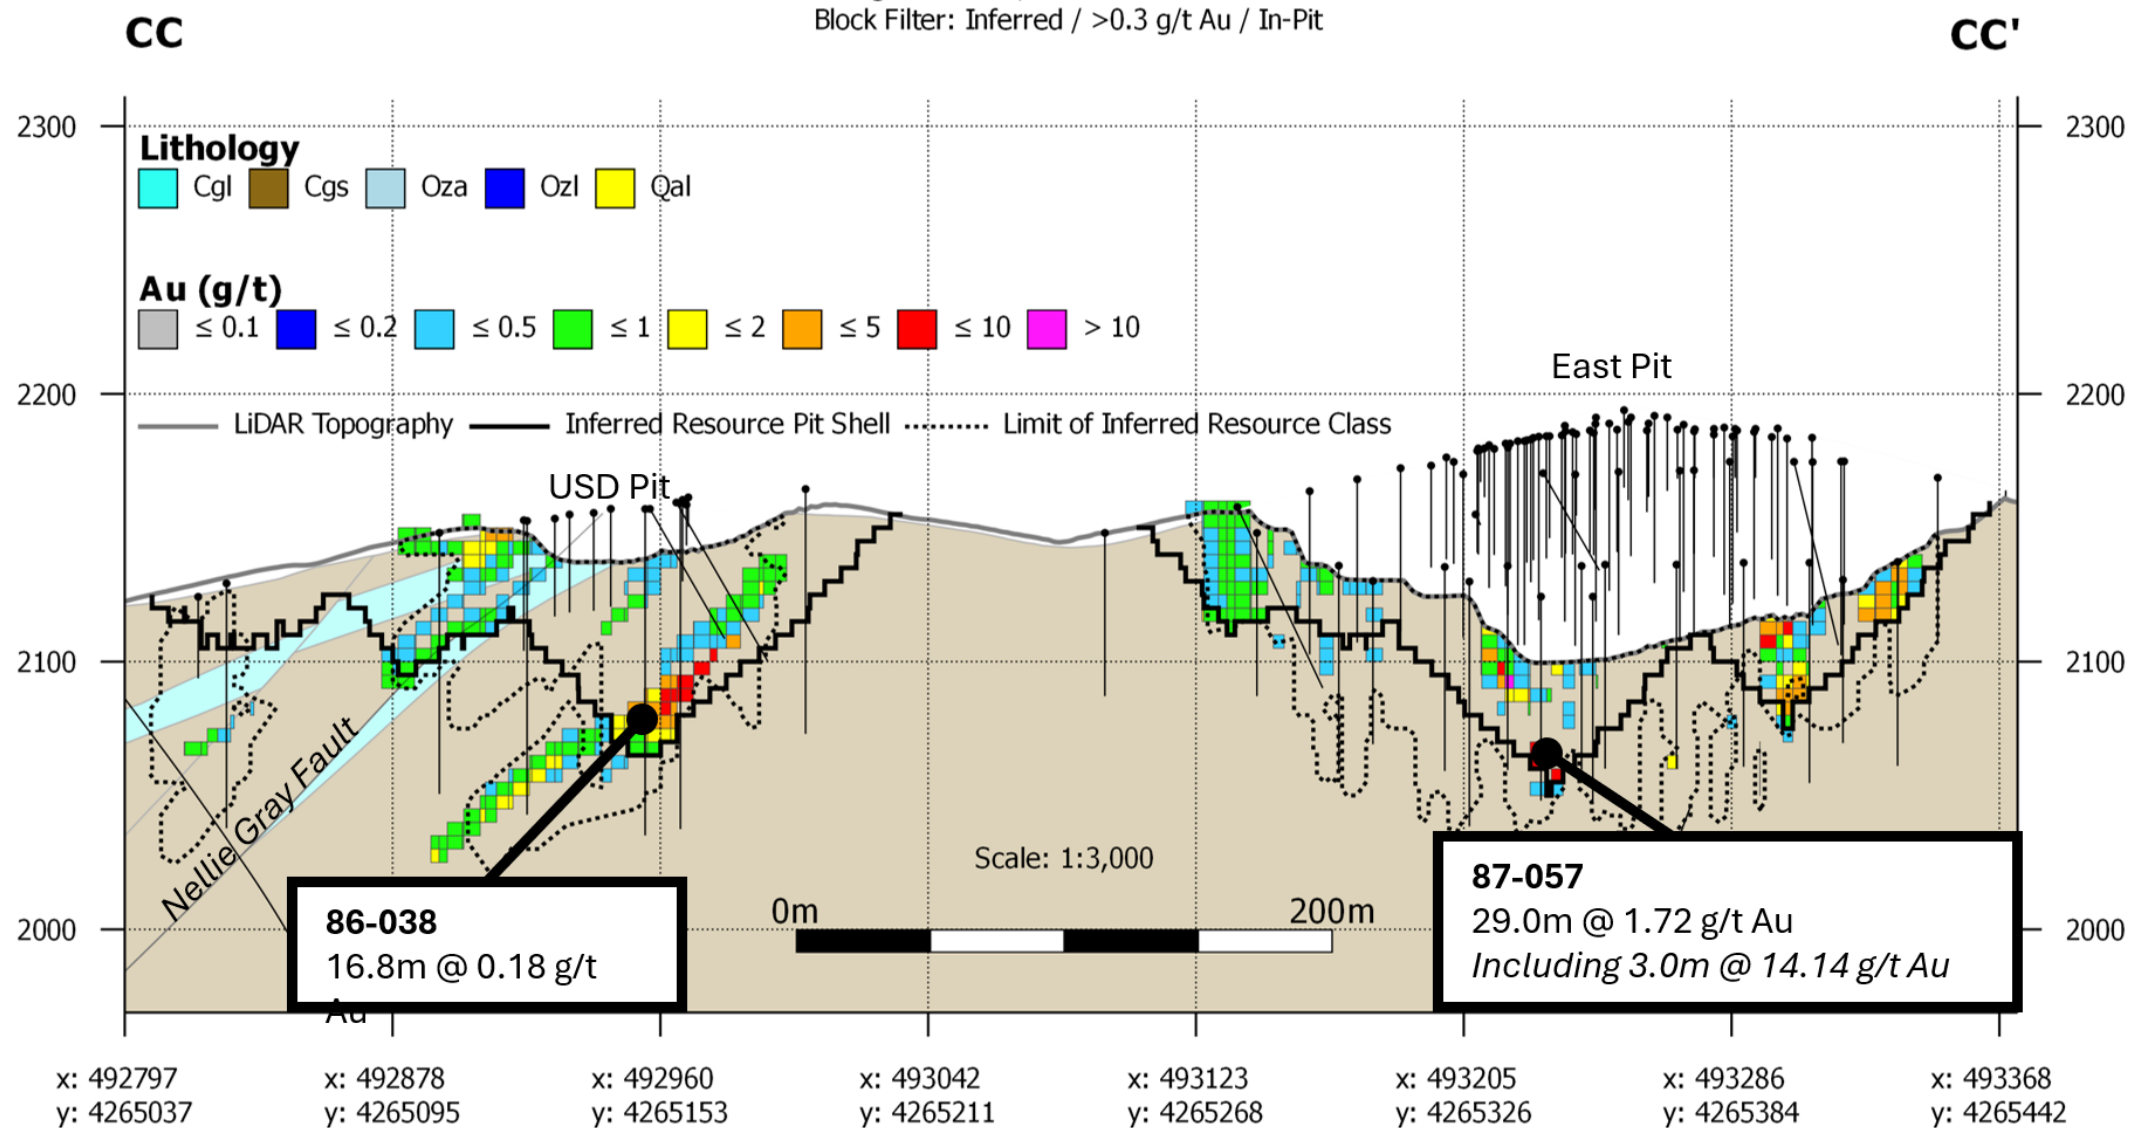 CC
CC'
Block Filter: Inferred / >0.3 g/t Au / In-Pit
2300
2300
Lithology
Cgl Cgs Oza Ozl Qal
Au (g/t)
≤ 0.1 ≤ 0.2 ≤ 0.5 ≤ 1 ≤ 2 ≤ 5 ≤ 10 > 10
East Pit
2200
2200
LiDAR Topography Inferred Resource Pit Shell Limit of Inferred Resource Class
USD Pit
2100
2100
Nellie Gray Fault
Scale: 1:3,000
86-038
16.8m @ 0.18 g/t
Au
87-057
29.0m @ 1.72 g/t Au
Including 3.0m @ 14.14 g/t Au
0m 200m
2000
2000
x: 492797 x: 492878 x: 492960 x: 493042 x: 493123 x: 493205 x: 493286 x: 493368
y: 4265037 y: 4265095 y: 4265153 y: 4265211 y: 4265268 y: 4265326 y: 4265384 y: 4265442